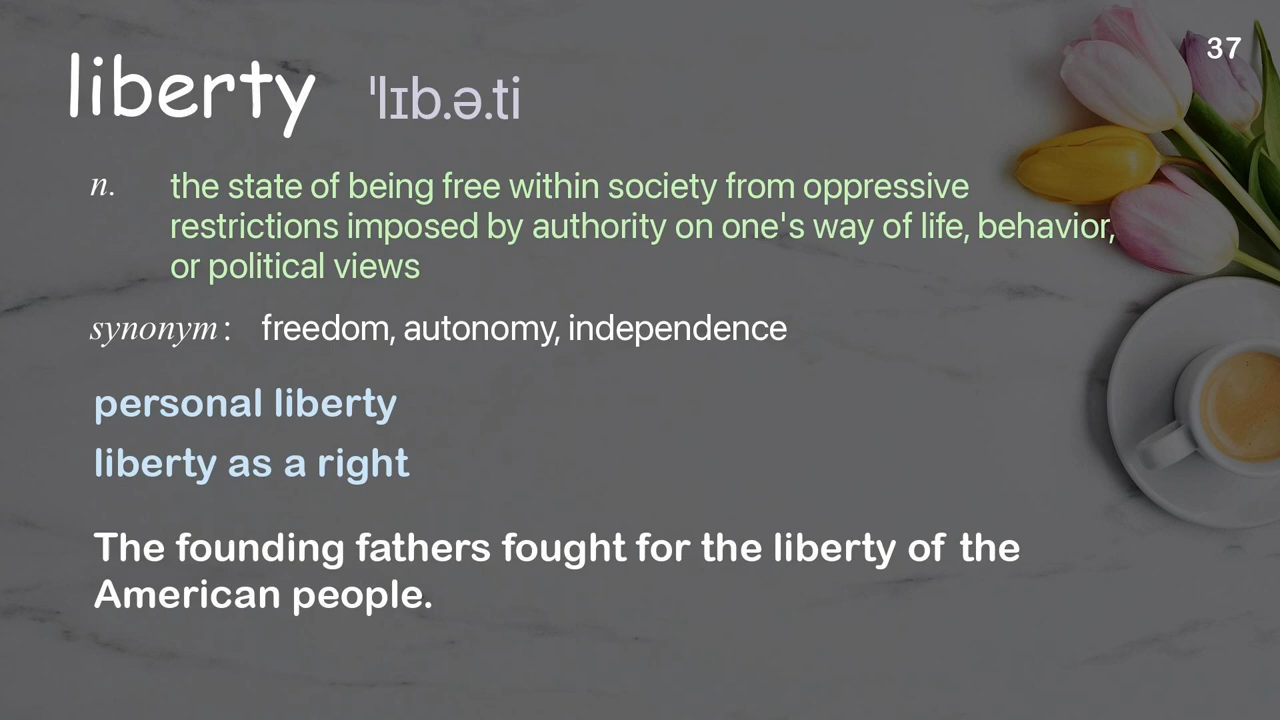 37
liberty ˈlɪb.ə.ti
n. the state of being free within society from oppressive
restrictions imposed by authority on one's way of life, behavior,
or political views
synonym: freedom, autonomy, independence
personal liberty
liberty as a right
The founding fathers fought for the liberty of the
American people.